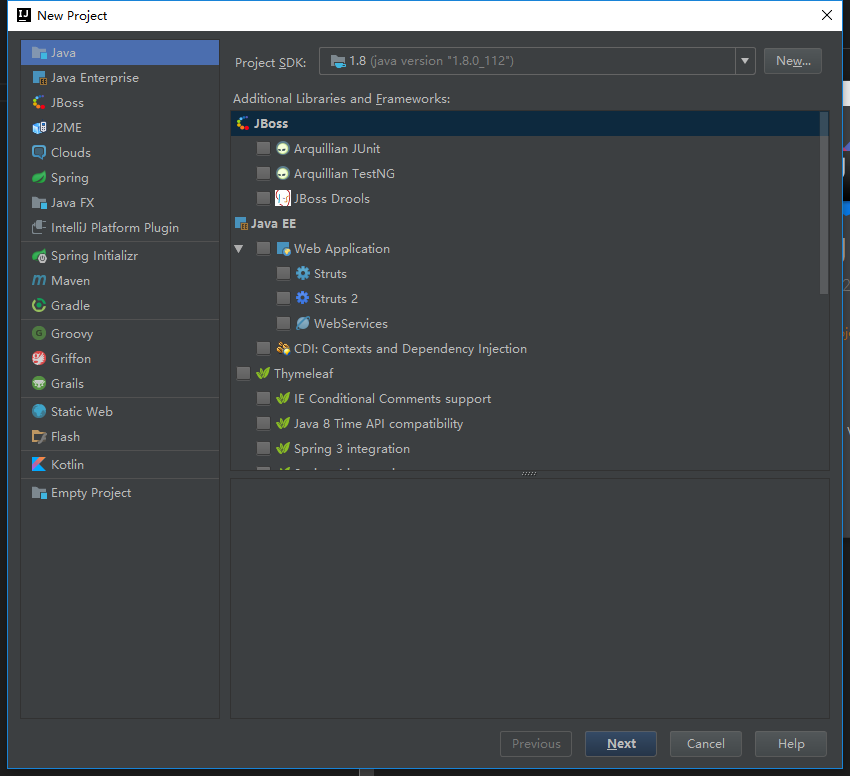 New Project
Java
Java Enterprise
JBoss
J2ME
Clouds
Spring
Java FX
IntelliJ Platform Plugin
Spring Initializr
Maven
Gradle
Groovy
Griffon
Grails
Static Web
Flash
Kotlin
Empty Project
Project SDK: 1.8 (java version "1.8.0_112") New...
Additional Libraries and Frameworks:
JBoss
Arquillian JUnit
Arquillian TestNG
JBoss Drools
Java EE
Web Application
Struts
Struts 2
WebServices
CDI: Contexts and Dependency Injection
Thymeleaf
IE Conditional Comments support
Java 8 Time API compatibility
Spring 3 integration
Previous Next Cancel Help